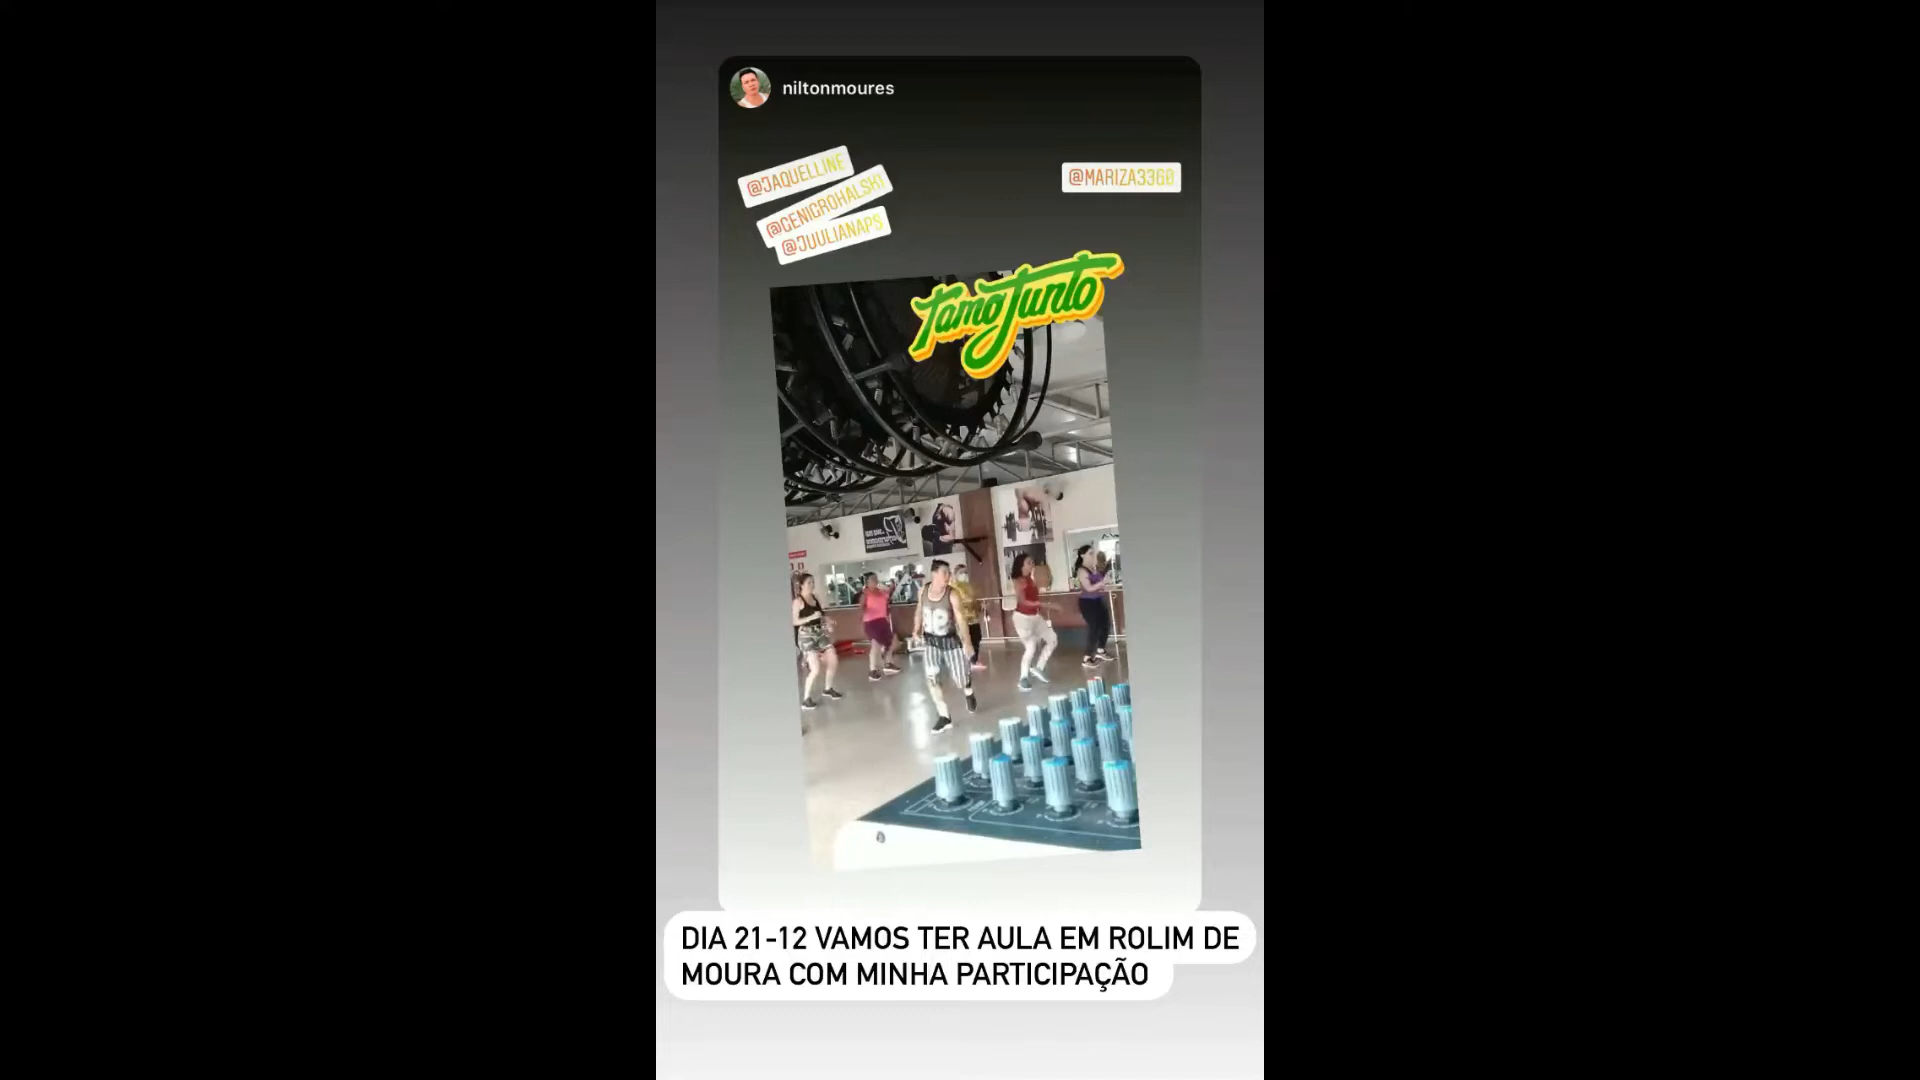 niltonmoures
@JAQUELLINE
@MARIZA3360
@GENIGROHALSKI
@JUULIANAPS
Tamo Junto
DIA 21-12 VAMOS TER AULA EM ROLIM DE
MOURA COM MINHA PARTICIPAÇÃO